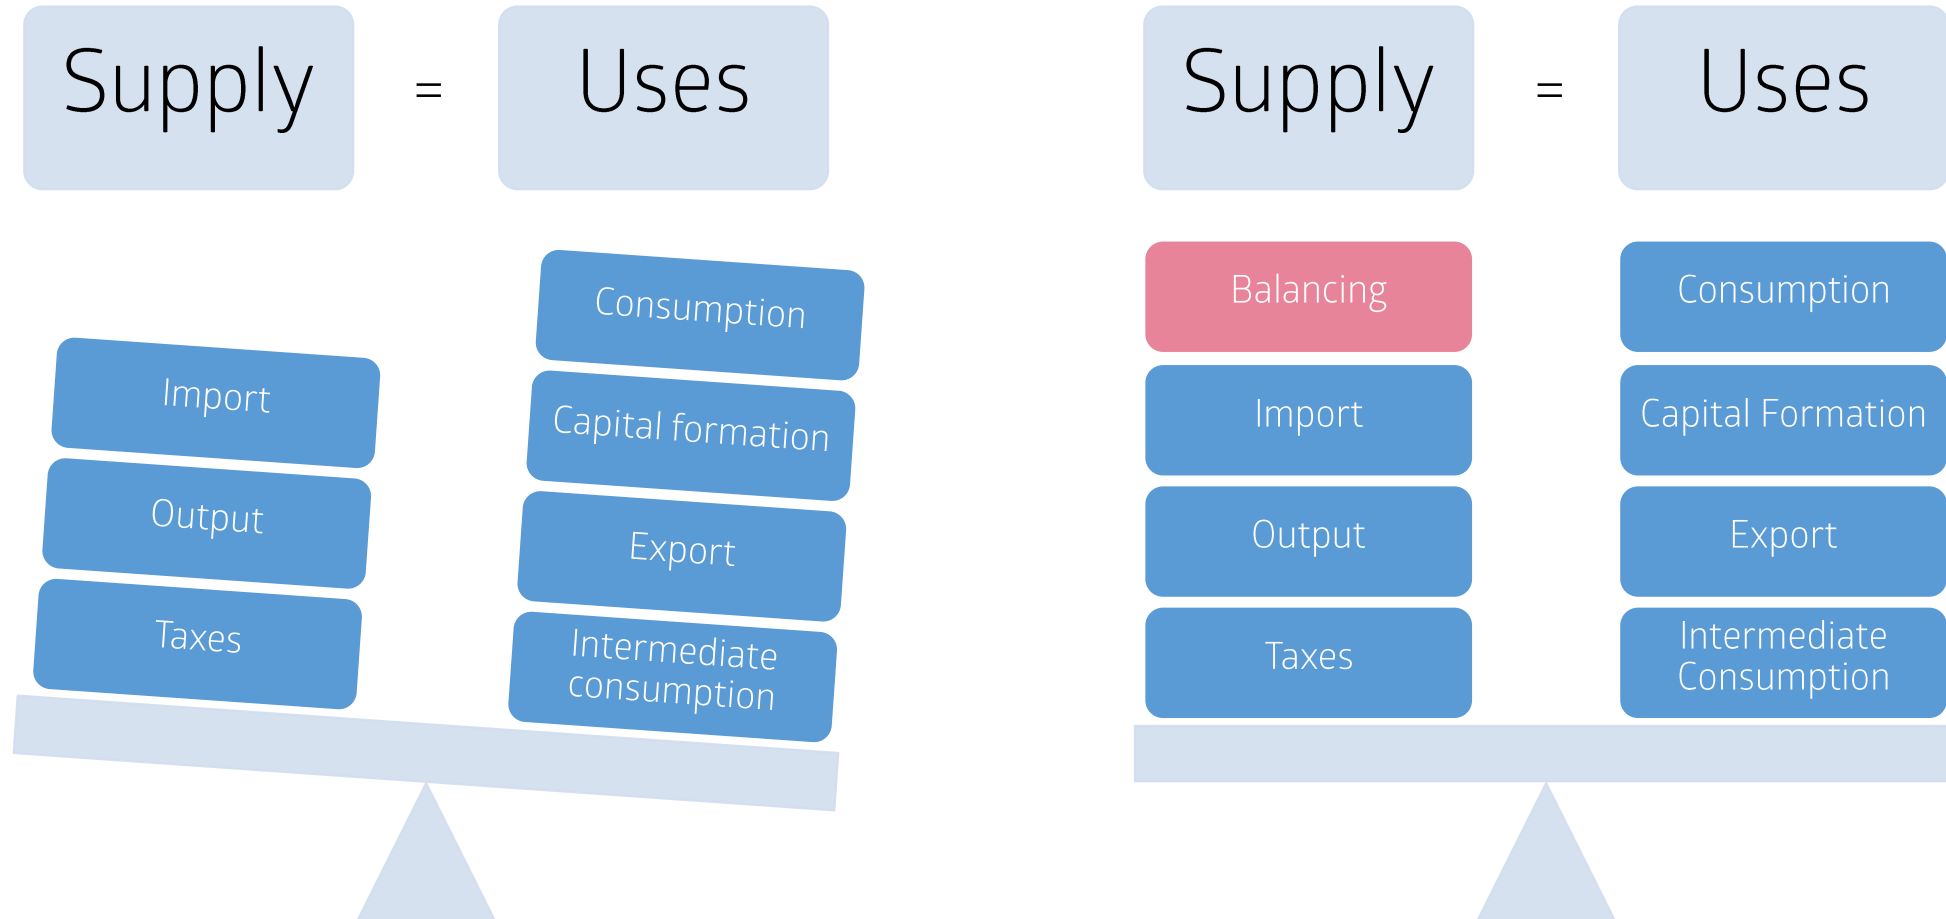 Supply = Uses
Import
Output
Taxes
Consumption
Capital formation
Export
Intermediate
consumption
Supply = Uses
Balancing
Import
Output
Taxes
Consumption
Capital Formation
Export
Intermediate
Consumption